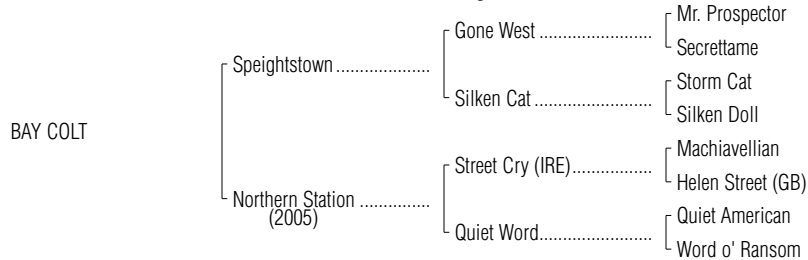 Mr. Prospector
Gone West ........................
Secrettame
Speightstown ....................
Storm Cat
Silken Cat .........................
Silken Doll
BAY COLT
Machiavellian
Street Cry (IRE).................
Helen Street (GB)
Northern Station ...............
(2005)
Quiet American
Quiet Word........................
Word o' Ransom